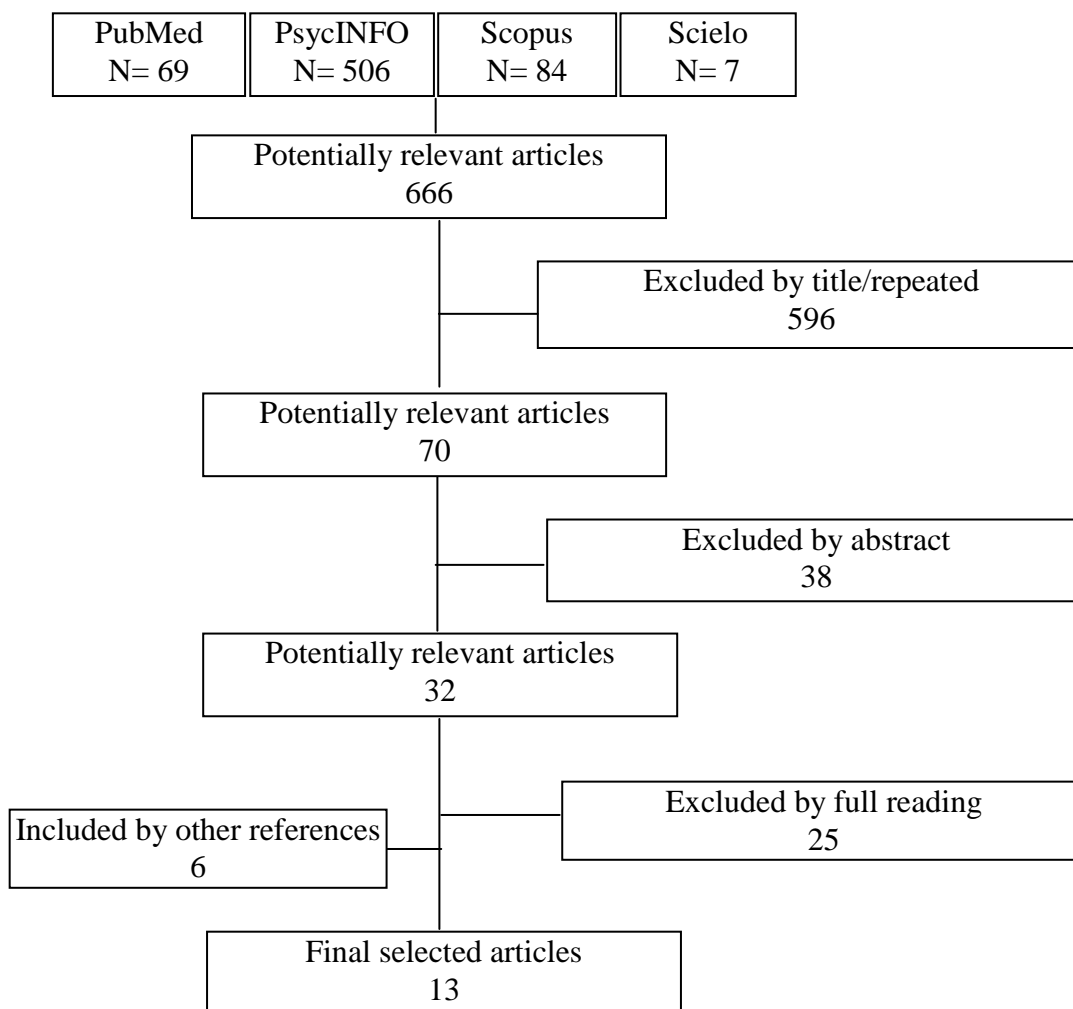 PubMed
N= 69
PsycINFO
N= 506
Scopus
N= 84
Scielo
N= 7
Potentially relevant articles
666
Excluded by title/repeated
596
Potentially relevant articles
70
Excluded by abstract
38
Potentially relevant articles
32
Excluded by full reading
25
Included by other references
6
Final selected articles
13